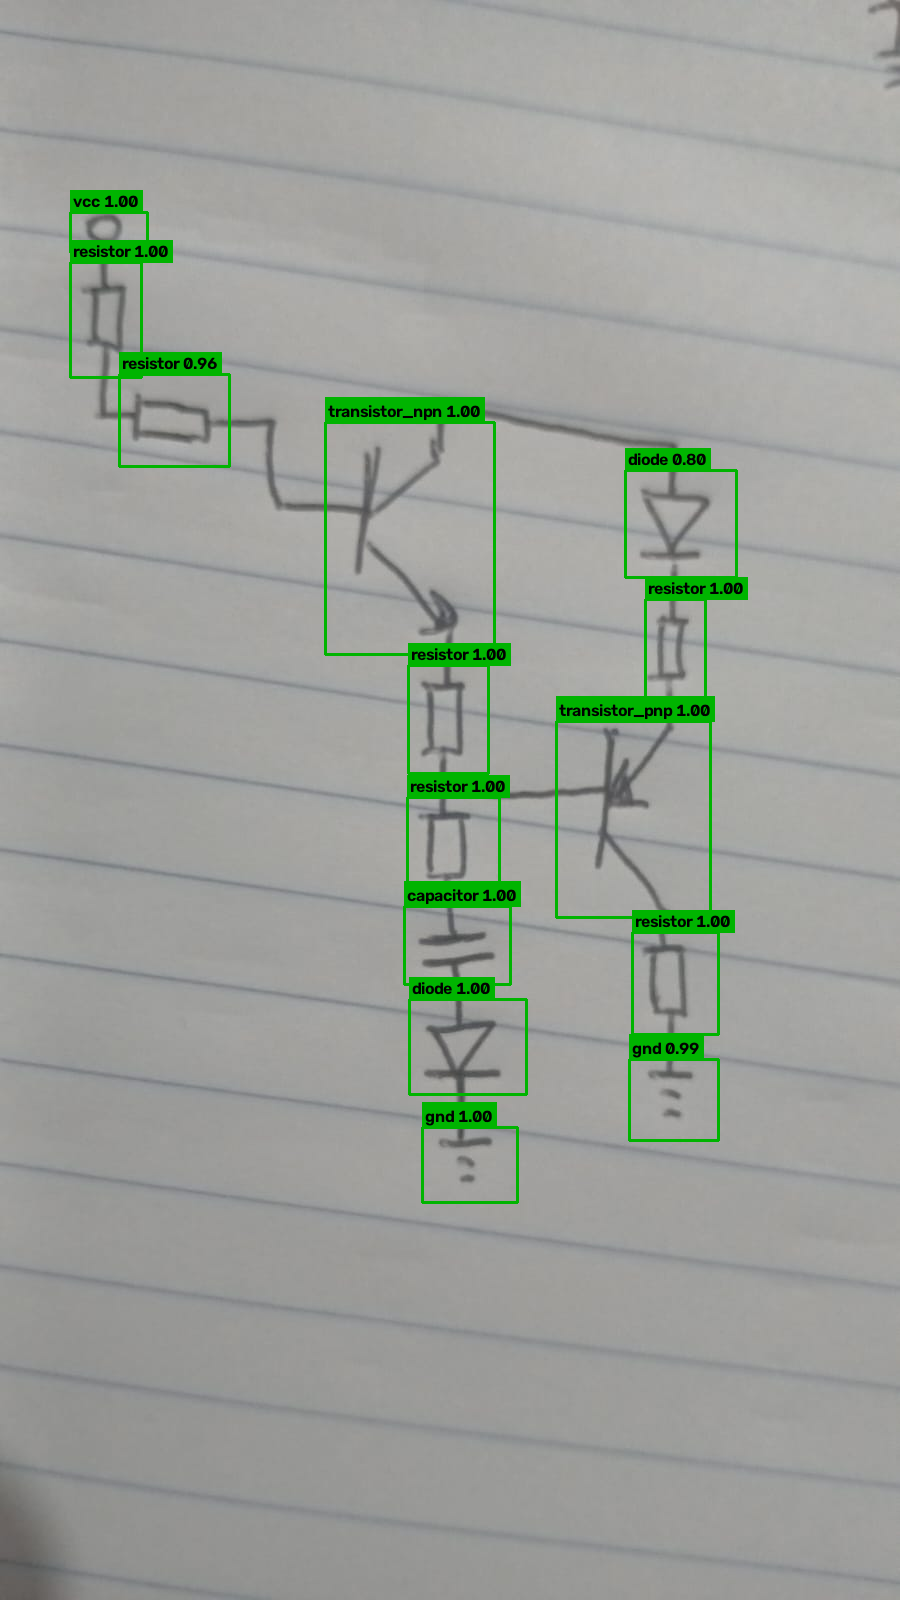 vcc 1.00
resistor 1.00
resistor 0.96
transistor_npn 1.00
diode 0.80
resistor 1.00
resistor 1.00
transistor_pnp 1.00
resistor 1.00
capacitor 1.00
resistor 1.00
diode 1.00
gnd 0.99
gnd 1.00